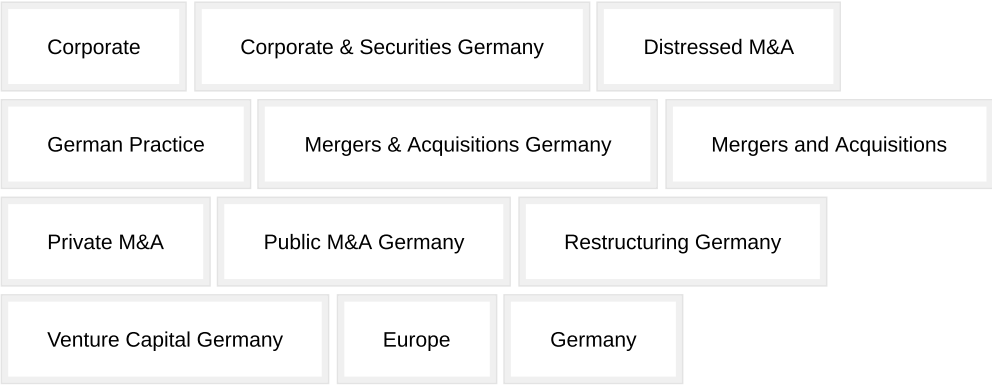 Corporate
Corporate & Securities Germany
Distressed M&A
German Practice
Mergers & Acquisitions Germany
Mergers and Acquisitions
Private M&A
Public M&A Germany
Restructuring Germany
Venture Capital Germany
Europe
Germany